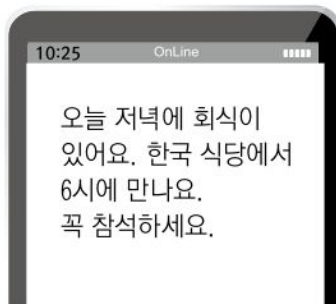 10:25 OnLine
오늘 저녁에 회식이
있어요. 한국 식당에서
6시에 만나요.
꼭 참석하세요.